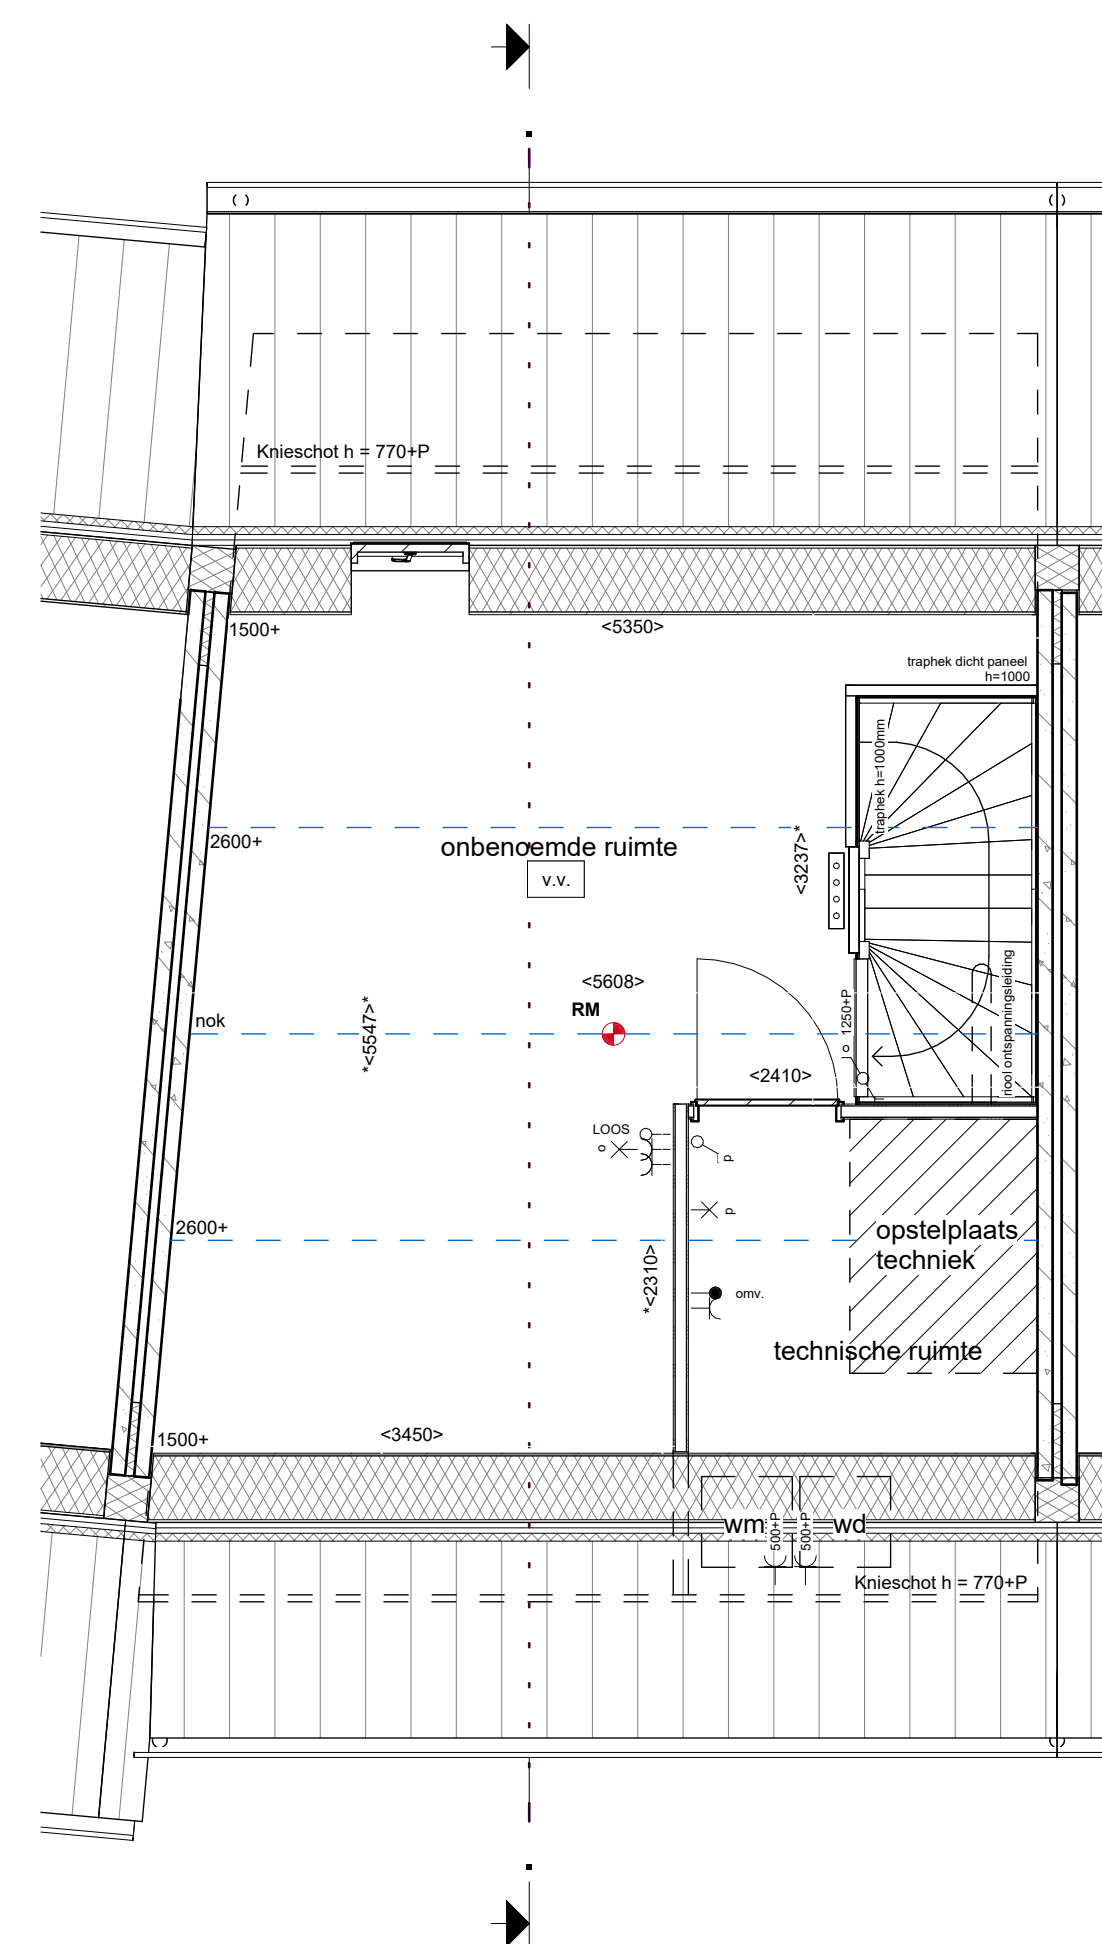 Knieschot h = 770+P
1500+
<5350>
traphek dicht paneel
h=1000
traphek h=1000mm
2600+
onbenoemde ruimte
<3237>*
v.v.
<5608>
RM
nok
*<5547>*
1250+P
riool ontspanningsleiding
<2410>
LOOS
p
p
2600+
opstelplaats
techniek
*<2310>
omv.
technische ruimte
1500+
<3450>
wm
500+P
500+P
wd
Knieschot h = 770+P